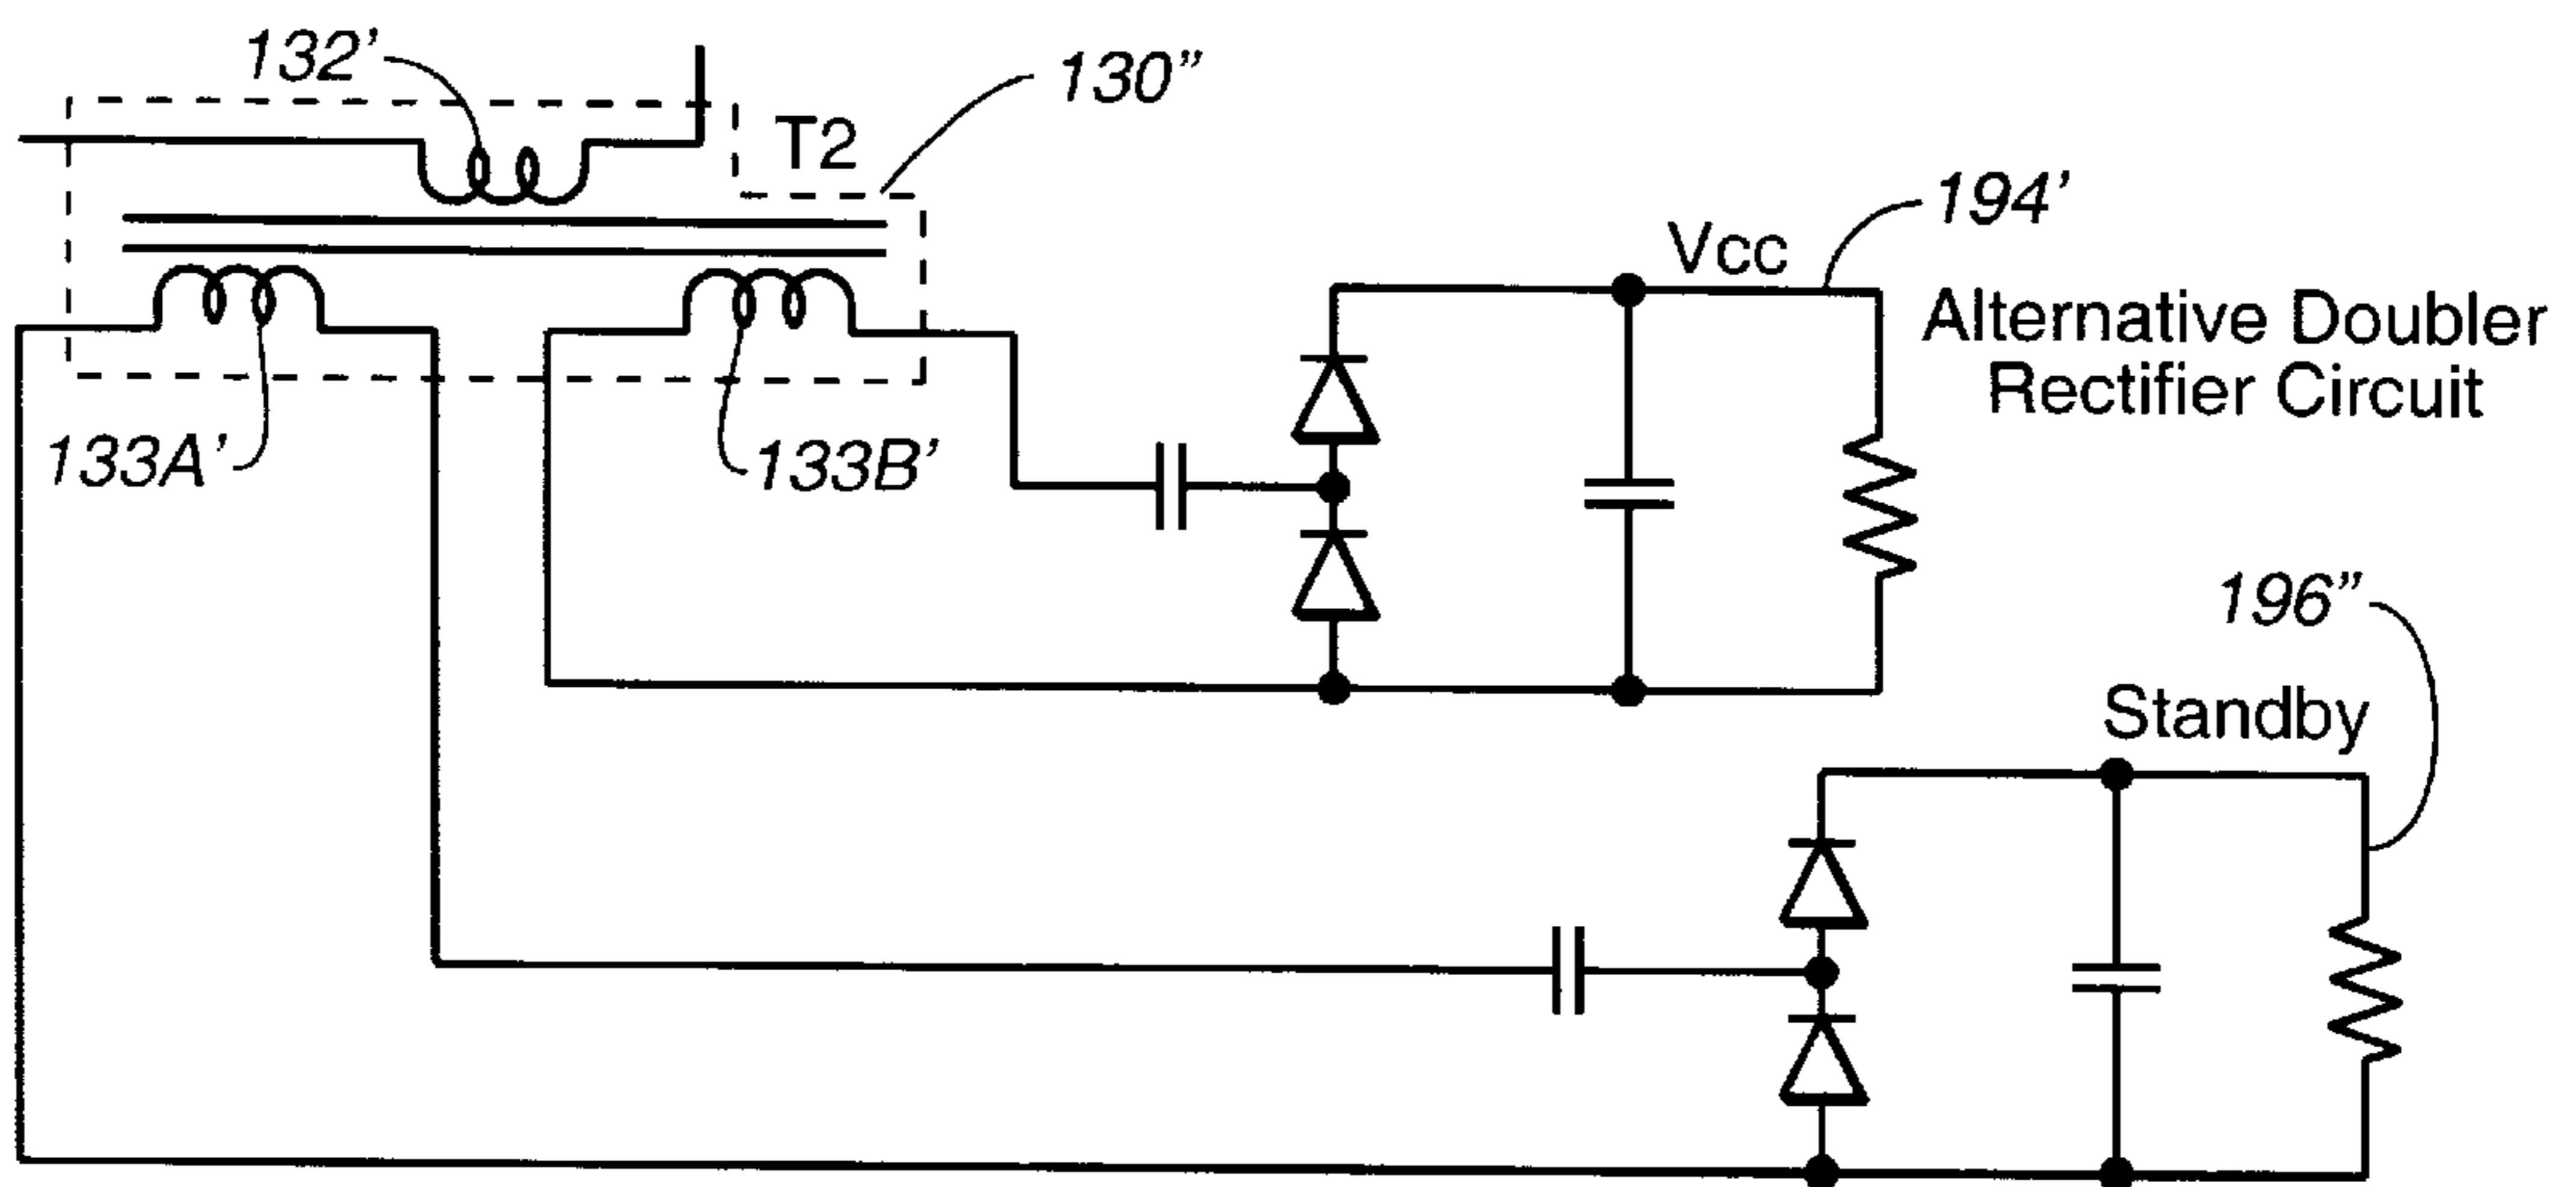 132'
130”
T2
194'
Vcc
Alternative Doubler
Rectifier Circuit
133A'
133B'
196”
Standby